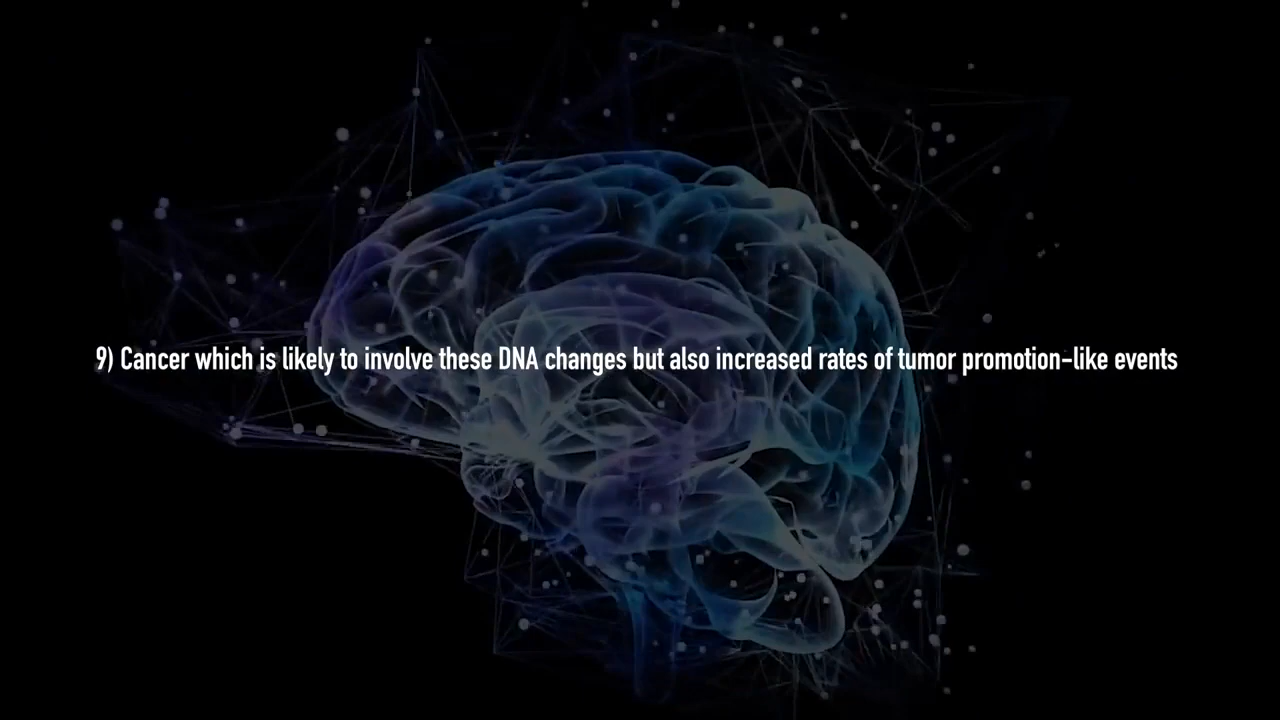 9) Cancer which is likely to involve these DNA changes but also increased rates of tumor promotion-like events